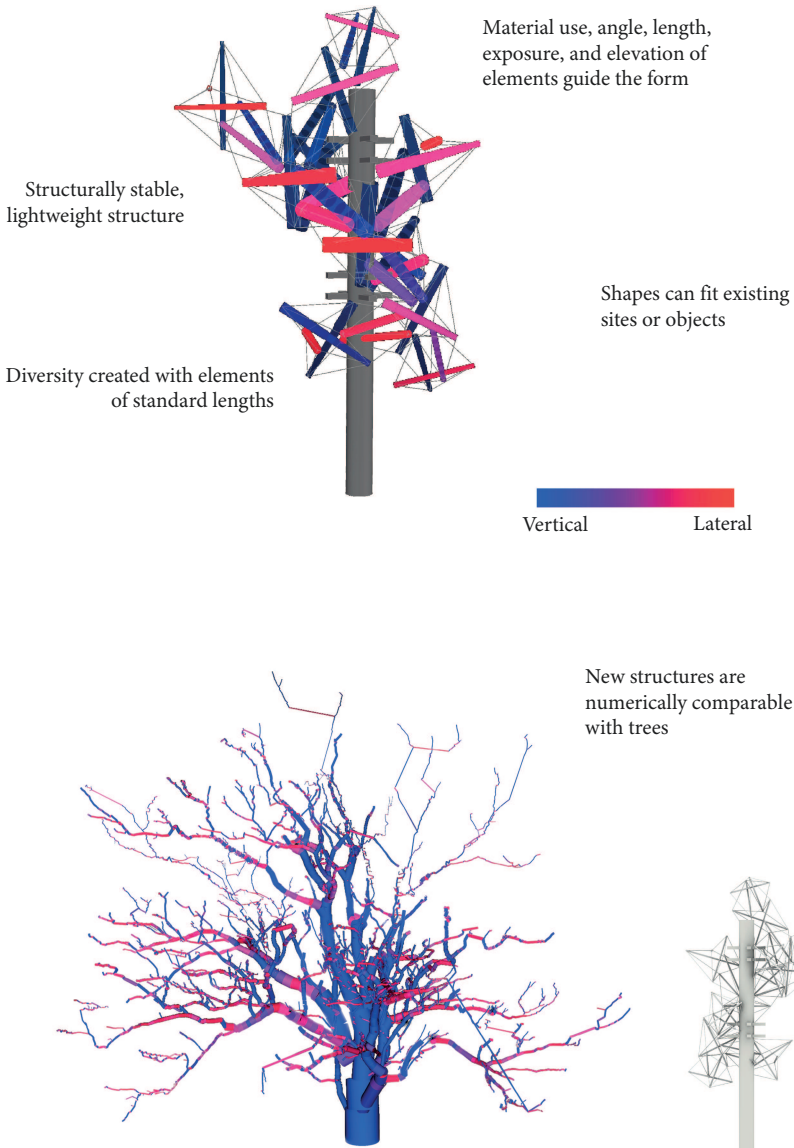 Material use, angle, length,
exposure, and elevation of
elements guide the form
Structurally stable,
lightweight structure
Shapes can fit existing
sites or objects
Diversity created with elements
of standard lengths
Vertical
Lateral
New structures are
numerically comparable
with trees